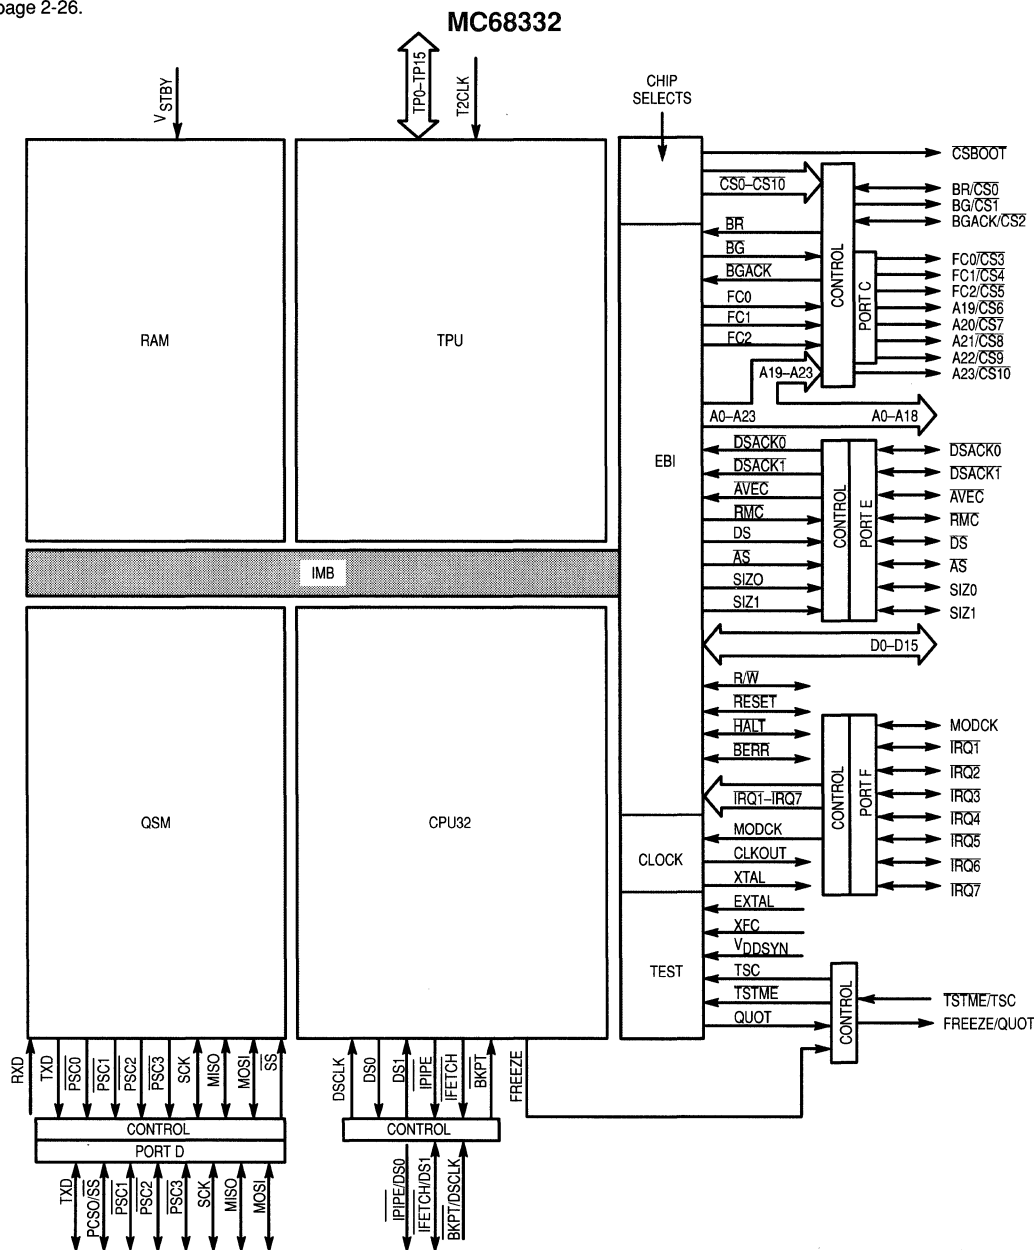 page 2-26.
MC68332
VSTBY
TP0–TP15
T2CLK
CHIP
SELECTS
RAM
TPU
CSBOOT
CS0–CS10
BR/CS0
BG/CS1
BGACK/CS2
BR
BG
BGACK
FC0
FC1
FC2
CONTROL
PORT C
FC0/CS3
FC1/CS4
FC2/CS5
A19/CS6
A20/CS7
A21/CS8
A22/CS9
A23/CS10
A19–A23
A0–A23
A0–A18
EBI
DSACK0
DSACK1
AVEC
RMC
DS
AS
SIZO
SIZ1
CONTROL
PORT E
DSACK0
DSACK1
AVEC
RMC
DS
AS
SIZ0
SIZ1
IMB
D0–D15
R/W
RESET
HALT
BERR
IRQ1–IRQ7
CONTROL
PORT F
MODCK
IRQ1
IRQ2
IRQ3
IRQ4
IRQ5
IRQ6
IRQ7
QSM
CPU32
CLOCK
MODCK
CLKOUT
XTAL
EXTAL
XFC
VDDSYN
TEST
TSC
TSTME
QUOT
CONTROL
TSTME/TSC
FREEZE/QUOT
RXD
TXD
PSC0
PSC1
PSC2
PSC3
SCK
MISO
MOSI
SS
DSCLK
DS0
DS1
IPIPE
IFETCH
BKPT
FREEZE
CONTROL
PORT D
CONTROL
TXD
PCSO/SS
PSC1
PSC2
PSC3
SCK
MISO
MOSI
IPIPE/DS0
IFETCH/DS1
BKPT/DSCLK